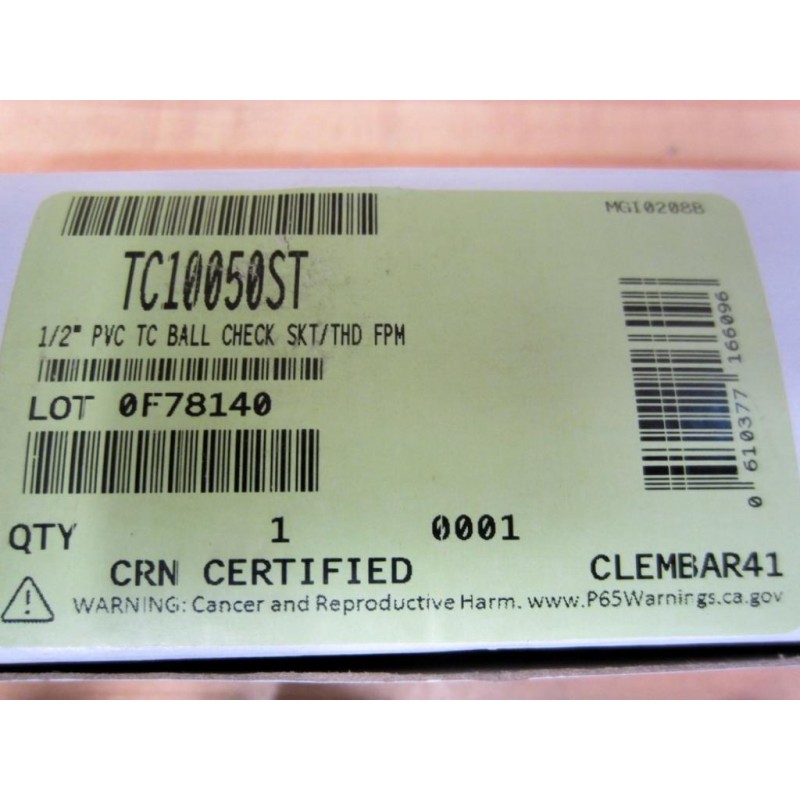 MGI0208B
TC10050ST
1/2" PVC TC BALL CHECK SKT/THD FPM
LOT 0F78140
0 610377 166096
QTY 1 0001
CRN CERTIFIED CLEMBAR41
WARNING: Cancer and Reproductive Harm. www.P65Warnings.ca.gov